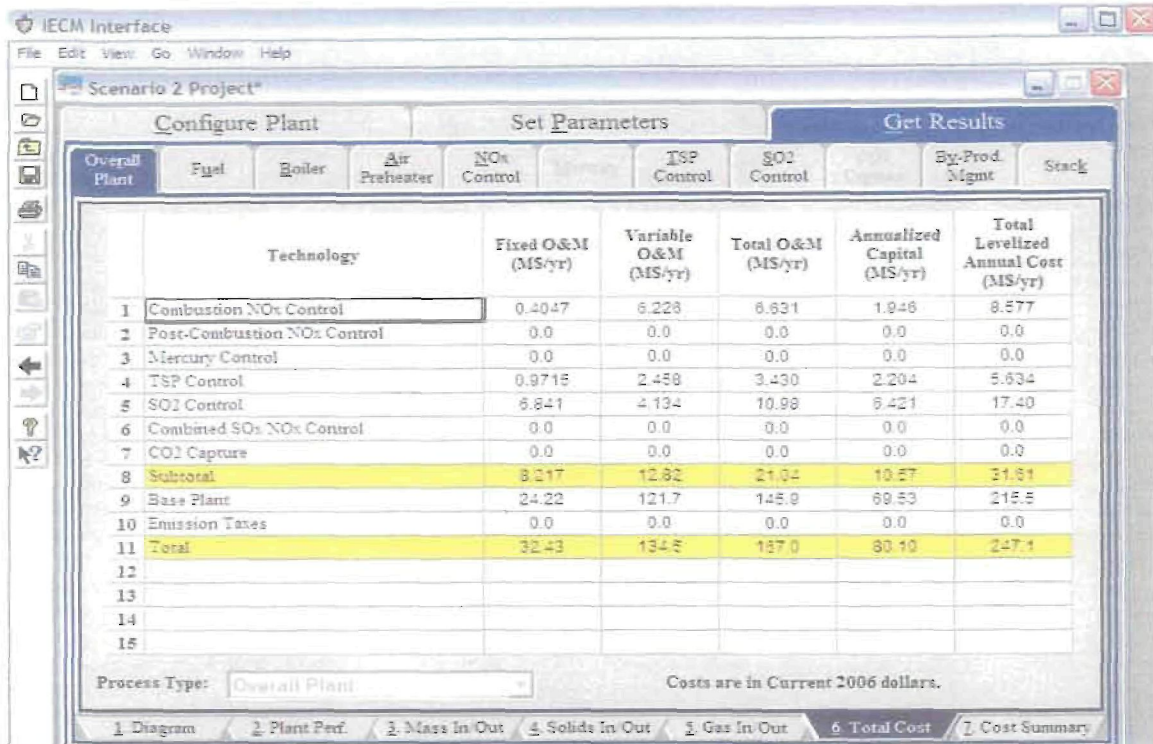 IECM Interface
File Edit View Go Window Help
Scenario 2 Project*
Configure Plant Set Parameters Get Results
Overall Plant Fuel Boiler Air Preheater NOx Control Mercury TSP Control SO2 Control By-Prod. Mgmt Stack
Technology Fixed O&M (M$/yr) Variable O&M (M$/yr) Total O&M (M$/yr) Annualized Capital (M$/yr) Total Levelized Annual Cost (M$/yr)
1 Combustion NOx Control 0.4047 6.226 6.631 1.946 8.577
2 Post-Combustion NOx Control 0.0 0.0 0.0 0.0 0.0
3 Mercury Control 0.0 0.0 0.0 0.0 0.0
4 TSP Control 0.9715 2.458 3.430 2.204 5.634
5 SO2 Control 6.841 4.134 10.98 6.421 17.40
6 Combined SOx NOx Control 0.0 0.0 0.0 0.0 0.0
7 CO2 Capture 0.0 0.0 0.0 0.0 0.0
8 Subtotal 8.217 12.82 21.04 10.57 31.61
9 Base Plant 24.22 121.7 145.9 69.53 215.5
10 Emission Taxes 0.0 0.0 0.0 0.0 0.0
11 Total 32.43 134.5 167.0 80.10 247.1
12
13
14
15
Process Type: Overall Plant Costs are in Current 2006 dollars.
1. Diagram 2. Plant Perf. 3. Mass In/Out 4. Solids In/Out 5. Gas In/Out 6. Total Cost 7. Cost Summary